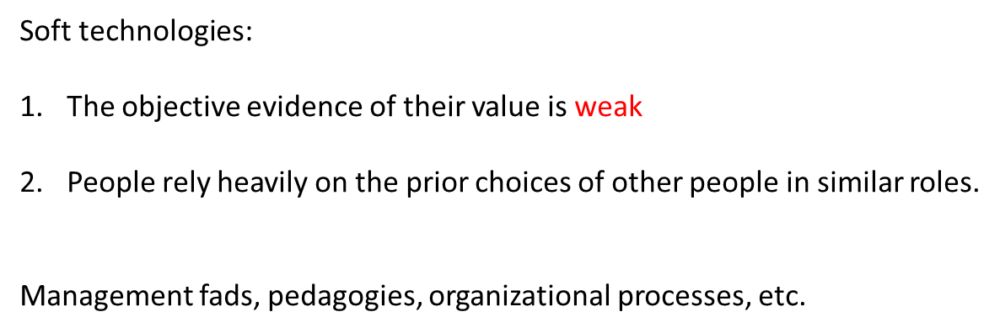 Soft technologies:
1. The objective evidence of their value is weak
2. People rely heavily on the prior choices of other people in similar roles.
Management fads, pedagogies, organizational processes, etc.